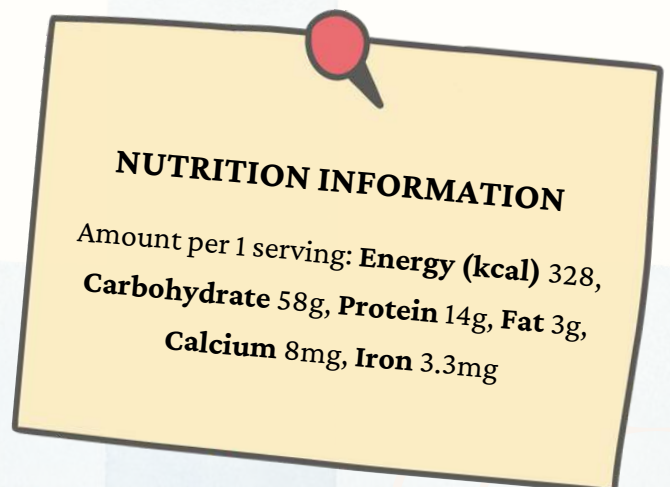 NUTRITION INFORMATION
Amount per 1 serving: Energy (kcal) 328,
Carbohydrate 58g, Protein 14g, Fat 3g,
Calcium 8mg, Iron 3.3mg